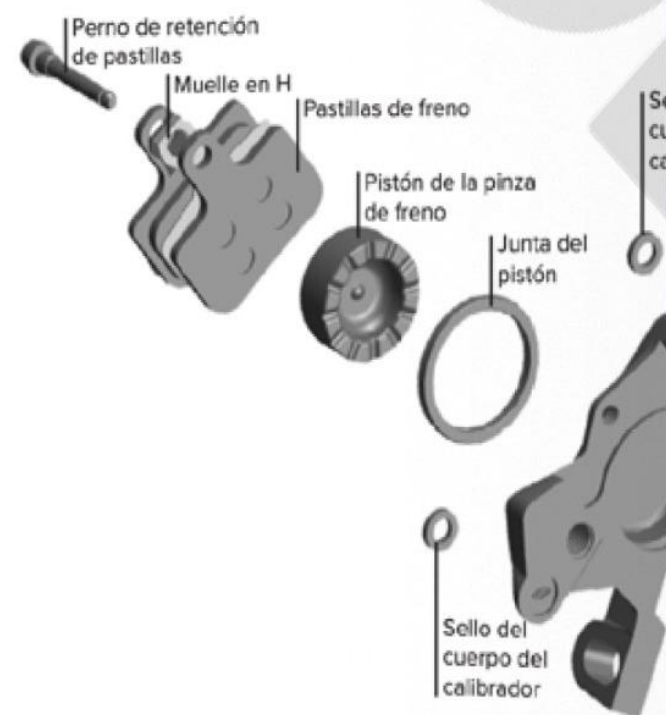 Perno de retención
de pastillas
Muelle en H
Pastillas de freno
Pistón de la pinza
de freno
Junta del
pistón
Sello del
cuerpo del
calibrador